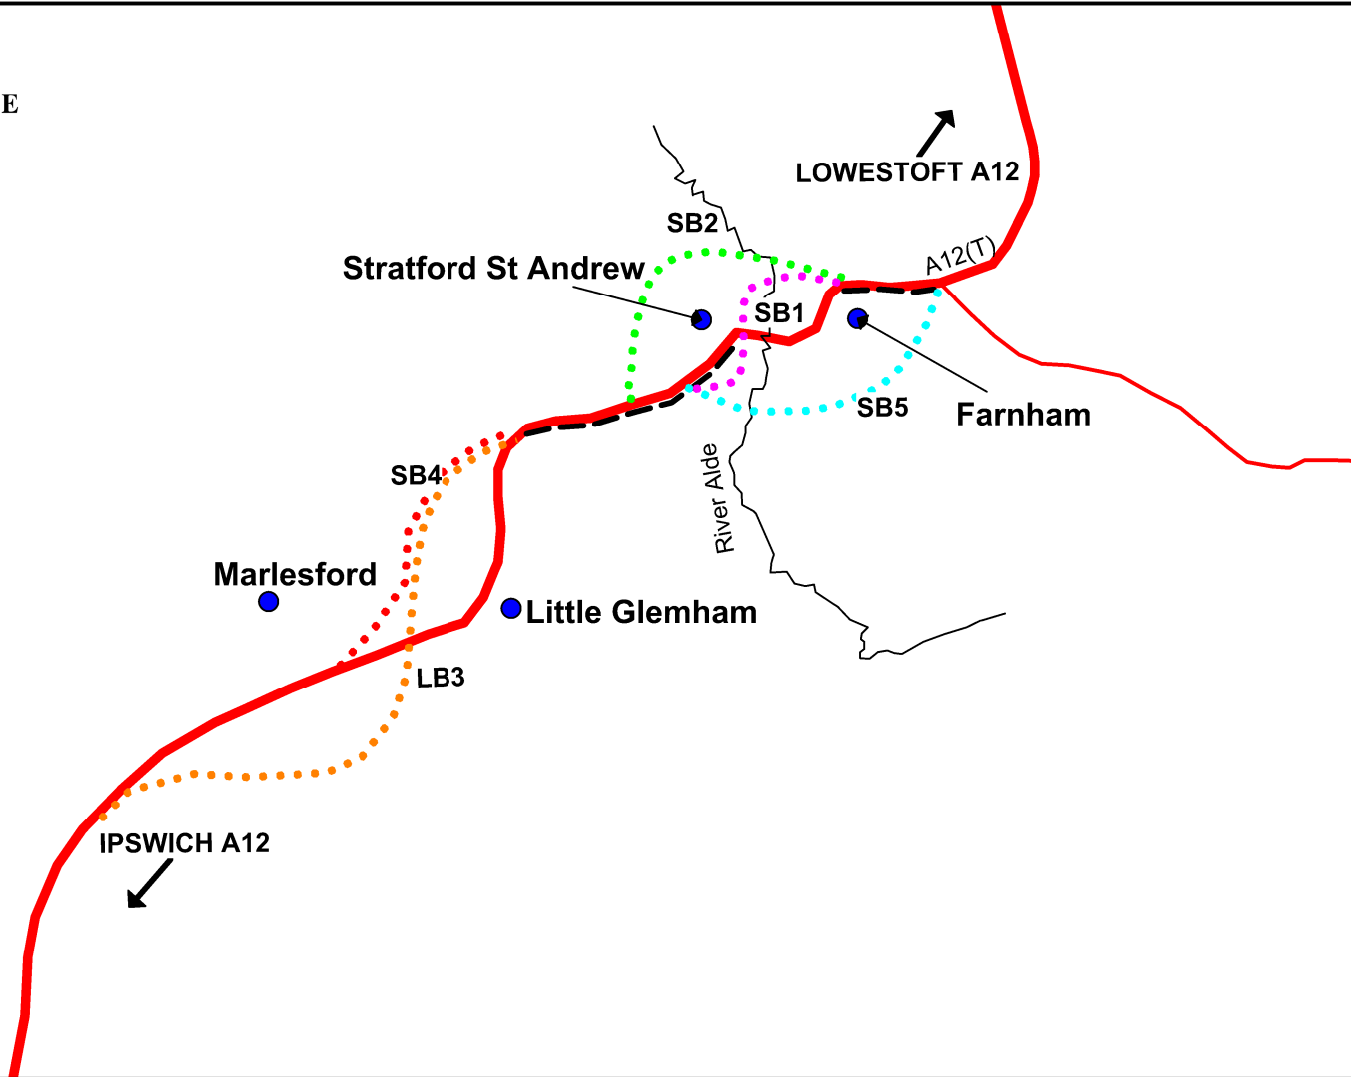 E
LOWESTOFT A12
SB2
A12(T)
Stratford St Andrew
SB1
SB5
Farnham
SB4
River Alde
Marlesford
Little Glemham
LB3
IPSWICH A12